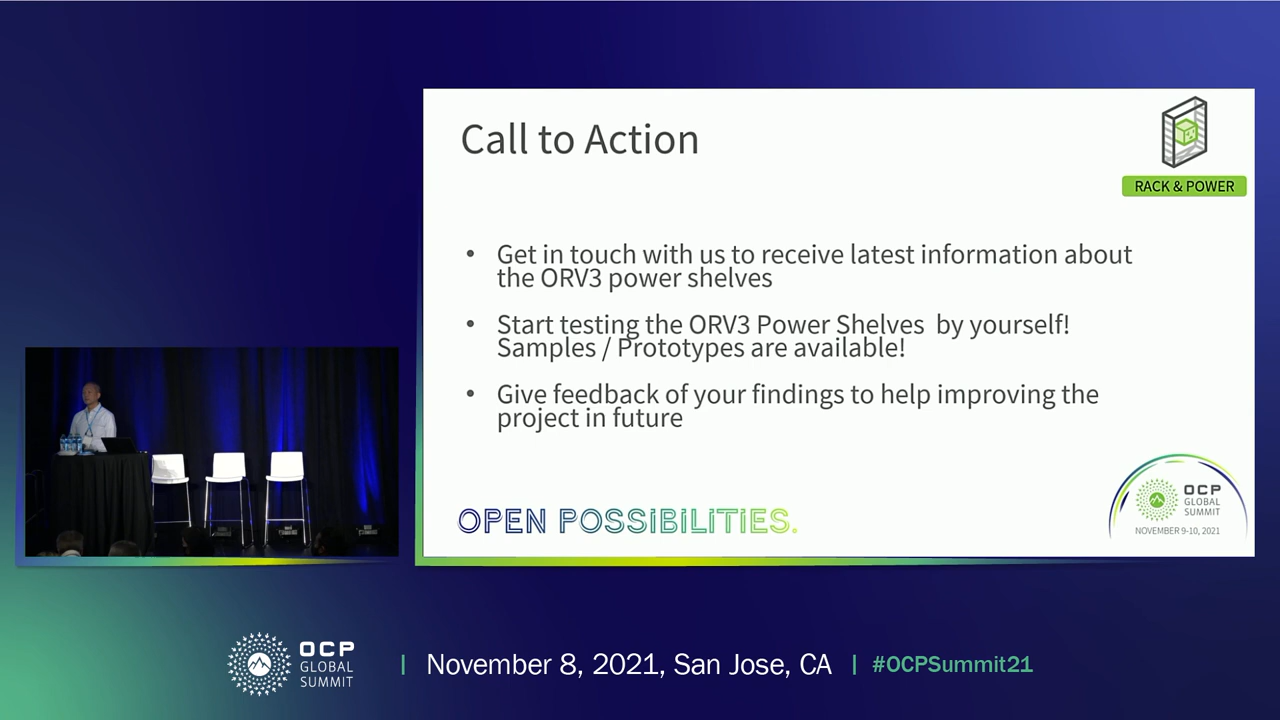 Call to Action
RACK & POWER
• Get in touch with us to receive latest information about
the ORV3 power shelves
• Start testing the ORV3 Power Shelves  by yourself!
Samples / Prototypes are available!
• Give feedback of your findings to help improving the
project in future
OPEN POSSIBILITIES.
OCP
GLOBAL
SUMMIT
NOVEMBER 9-10, 2021
OCP
GLOBAL
SUMMIT
| November 8, 2021, San Jose, CA | #OCPSummit21